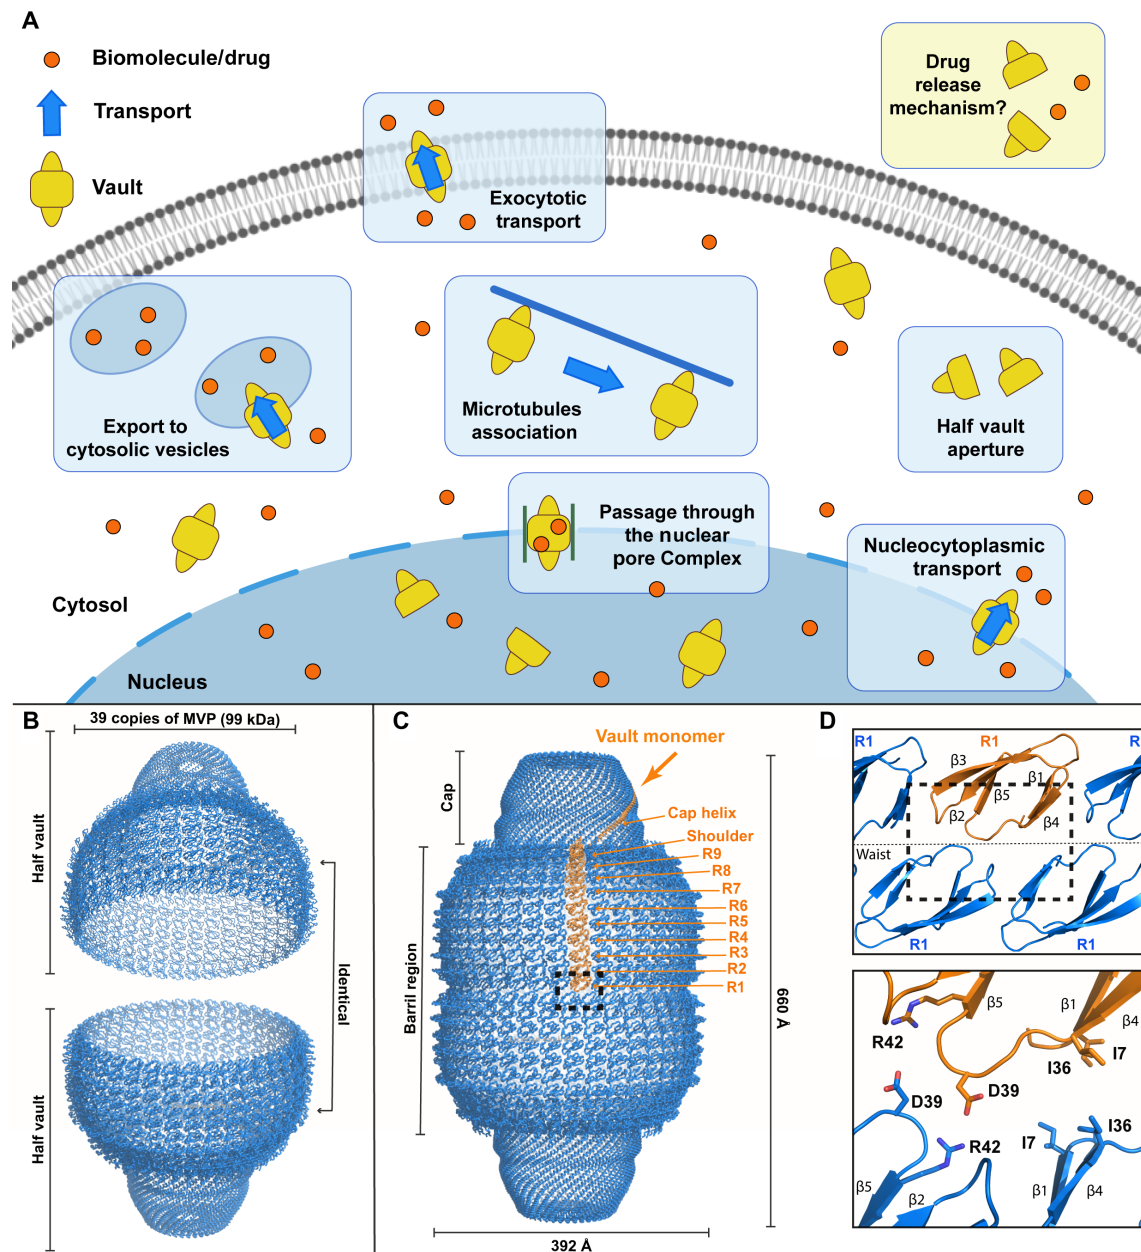 A
Biomolecule/drug
Transport
Vault
Drug
release
mechanism?
Exocytotic
transport
Export to
cytosolic vesicles
Microtubules
association
Half vault
aperture
Passage through
the nuclear
pore Complex
Nucleocytoplasmic
transport
Cytosol
Nucleus
B
39 copies of MVP (99 kDa)
Half vault
Half vault
Identical
C
Vault monomer
Cap
Cap helix
Shoulder
R9
R8
R7
R6
R5
R4
R3
R2
R1
Barril region
660 Å
392 Å
D
R1
R1
R
β3
β1
β5
β2
β4
Waist
R1
R1
β5
β1
β4
R42
I36
I7
D39
D39
R42
I7
I36
β5
β2
β1
β4